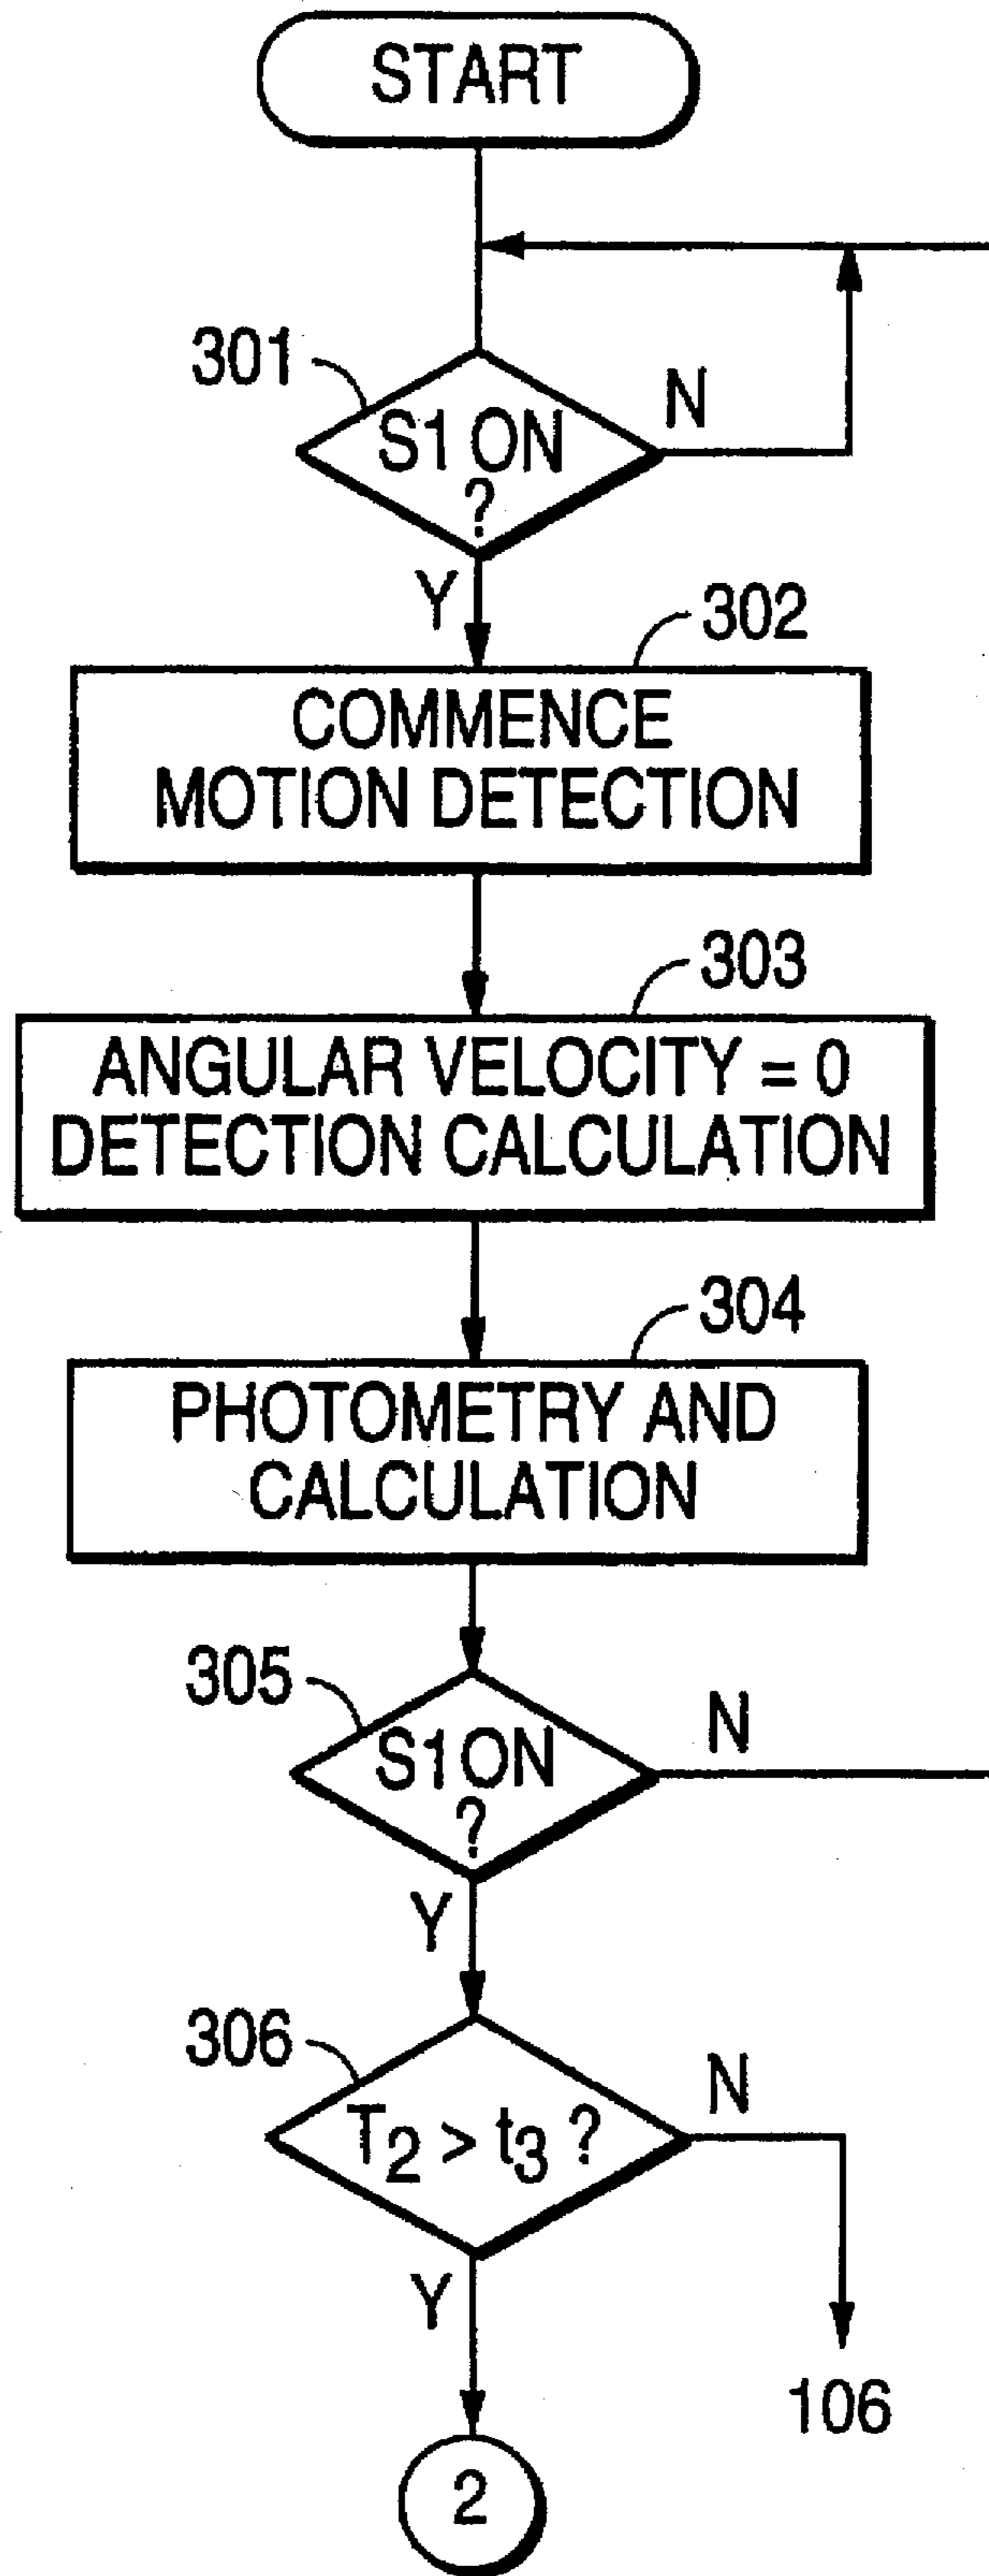 START
301
S1 ON
?
N
Y
302
COMMENCE
MOTION DETECTION
303
ANGULAR VELOCITY = 0
DETECTION CALCULATION
304
PHOTOMETRY AND
CALCULATION
305
S1 ON
?
N
Y
306
T2 > t3 ?
N
Y
106
2